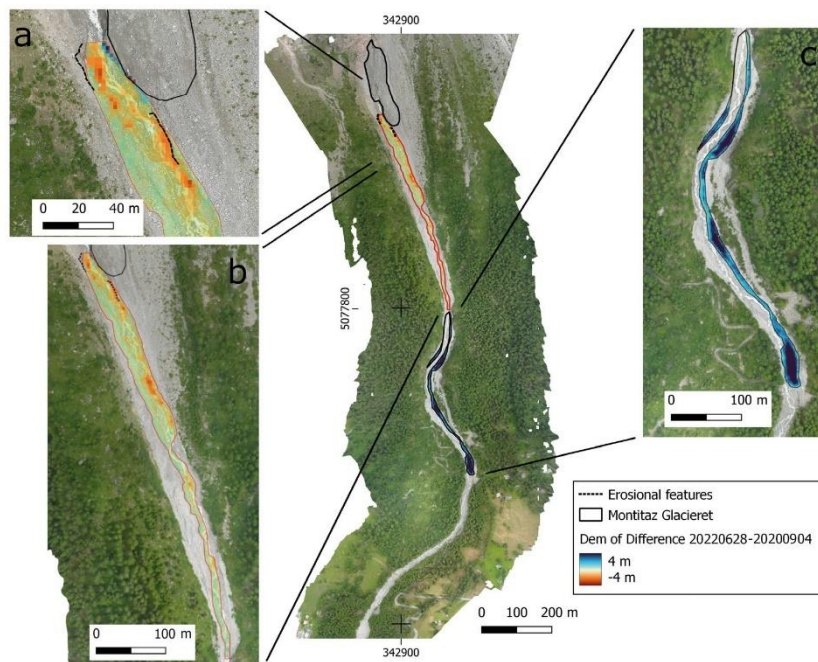 a
0 20 40 m
b
0 100 m
342900
5077800
342900
0 100 200 m
c
0 100 m
Erosional features
Montitaz Glacieret
Dem of Difference 20220628-20200904
4 m
-4 m